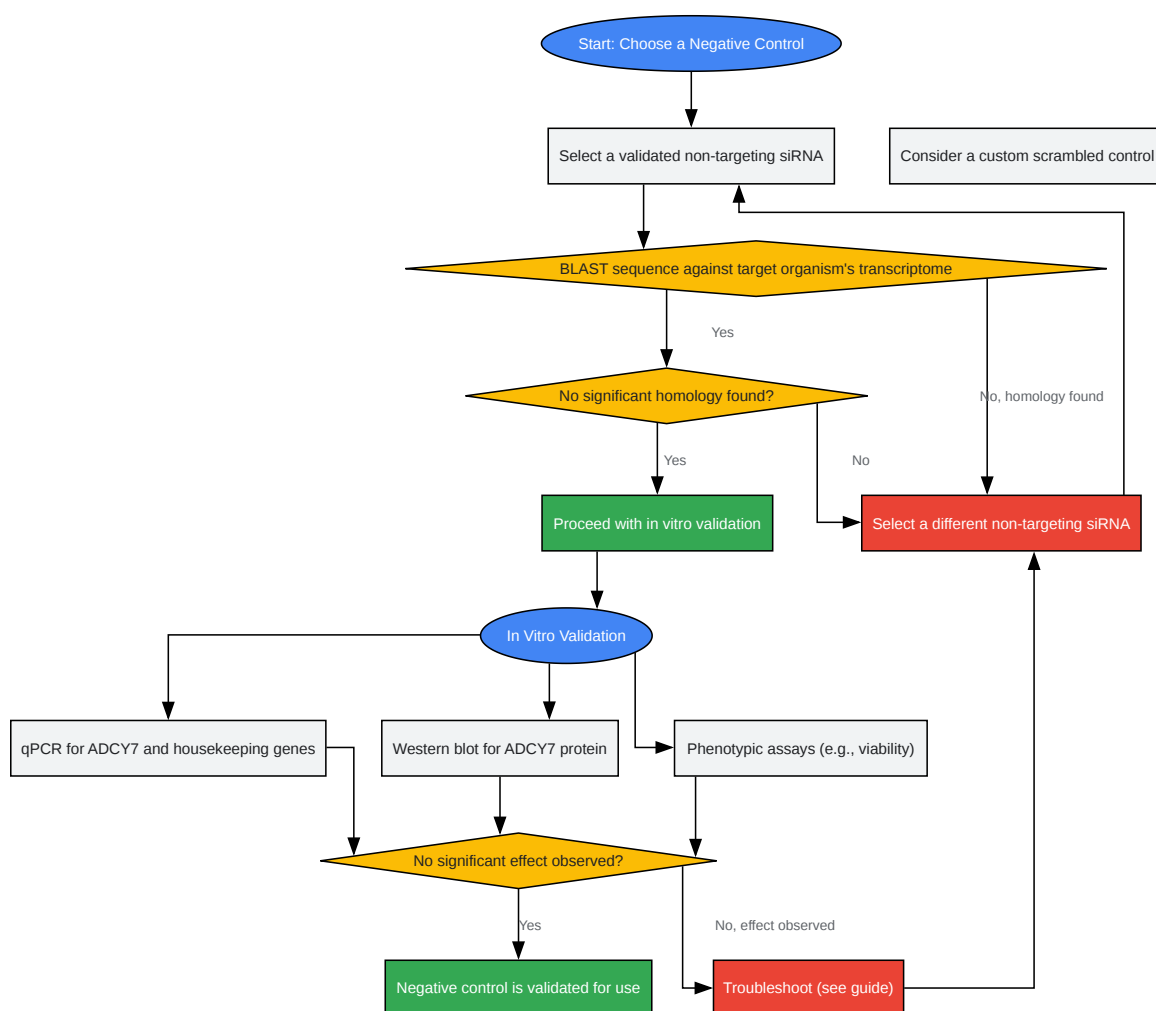 Start: Choose a Negative Control
Select a validated non-targeting siRNA
Consider a custom scrambled control
BLAST sequence against target organism's transcriptome
Yes
No significant homology found?
No, homology found
Yes
No
Proceed with in vitro validation
Select a different non-targeting siRNA
In Vitro Validation
qPCR for ADCY7 and housekeeping genes
Western blot for ADCY7 protein
Phenotypic assays (e.g., viability)
No significant effect observed?
Yes
No, effect observed
Negative control is validated for use
Troubleshoot (see guide)